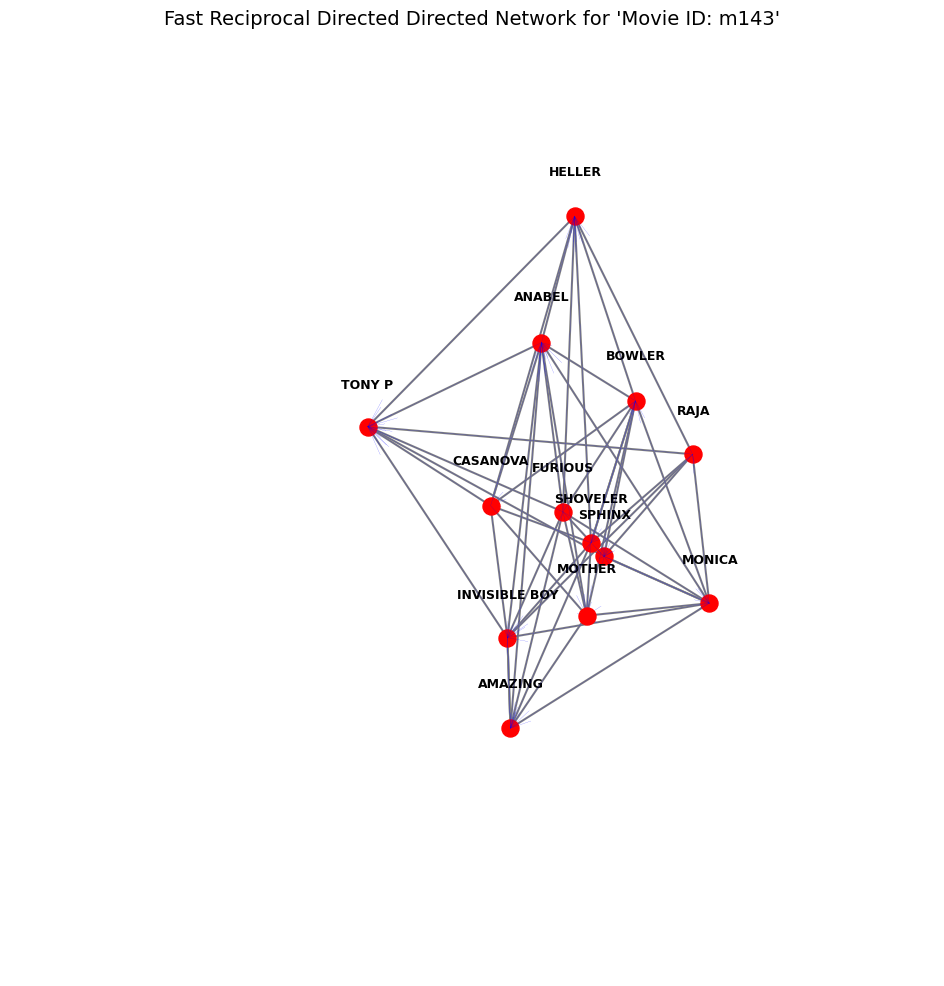 Fast Reciprocal Directed Directed Network for 'Movie ID: m143'
HELLER
ANABEL
BOWLER
TONY P
RAJA
CASANOVA
FURIOUS
SHOVELER
SPHINX
MONICA
MOTHER
INVISIBLE BOY
AMAZING